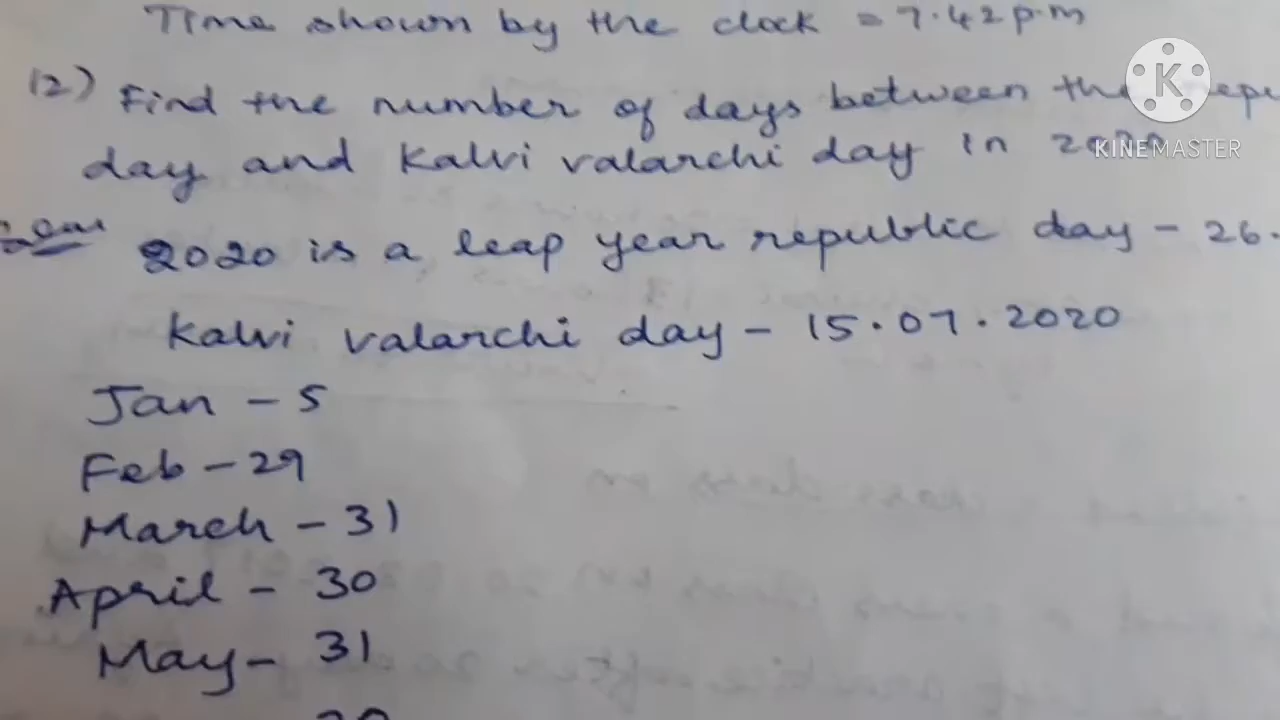 Time shown by the clock = 7.42 p.m
12) Find the number of days between the repu
day and Kalvi valarchi day in 2020
K
KINEMASTER
2020 is a leap year republic day - 26.
Kalvi valarchi day - 15.07.2020
Jan - 5
Feb - 29
March - 31
April - 30
May - 31